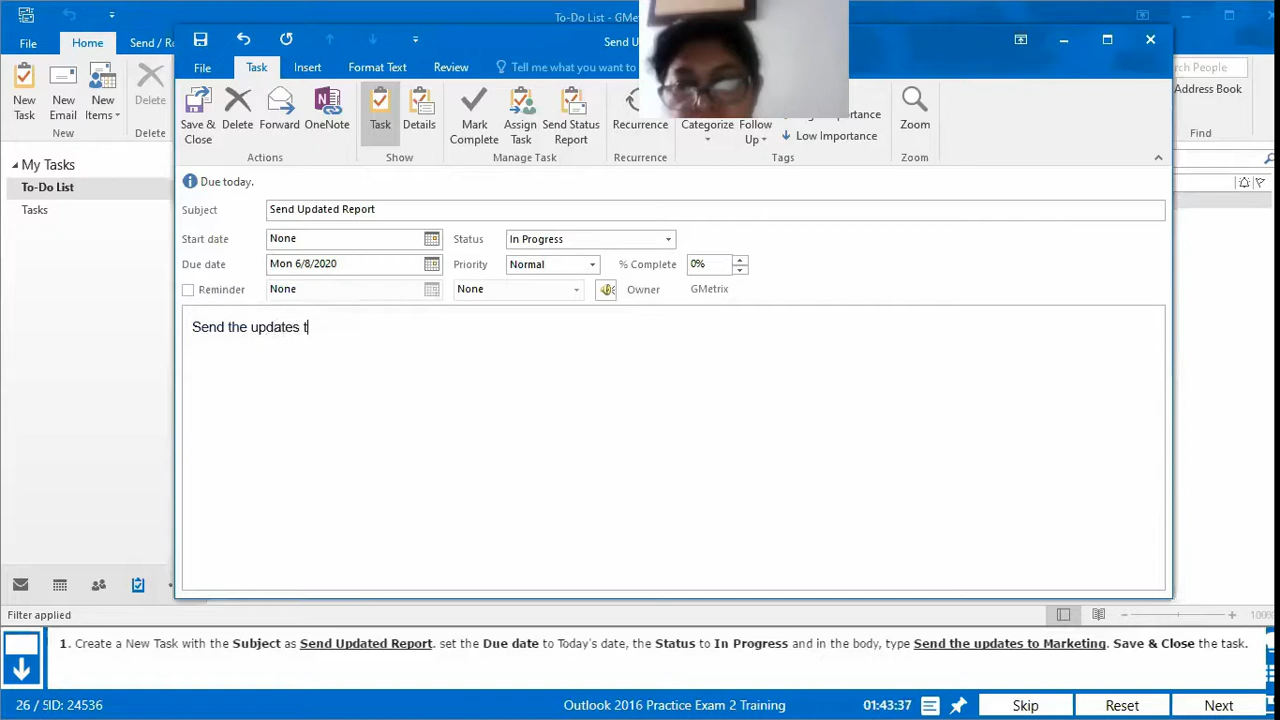 To-Do List - GMe
File
Home
Send / Re
Send U
File
Task
Insert
Format Text
Review
Tell me what you want to
New Task
New Email
New Items
Delete
New
Delete
Save & Close
Delete
Forward
OneNote
Task
Details
Mark Complete
Assign Task
Send Status Report
Recurrence
Categorize
Follow Up
Importance
Low Importance
Zoom
Actions
Show
Manage Task
Recurrence
Tags
Zoom
rch People
Address Book
Find
My Tasks
To-Do List
Tasks
Due today.
Subject
Send Updated Report
Start date
None
Status
In Progress
Due date
Mon 6/8/2020
Priority
Normal
% Complete
0%
Reminder
None
None
Owner
GMetrix
Send the updates t
Filter applied
100%
1. Create a New Task with the Subject as Send Updated Report. set the Due date to Today's date, the Status to In Progress and in the body, type Send the updates to Marketing. Save & Close the task.
26 / 5ID: 24536
Outlook 2016 Practice Exam 2 Training
01:43:37
Skip
Reset
Next